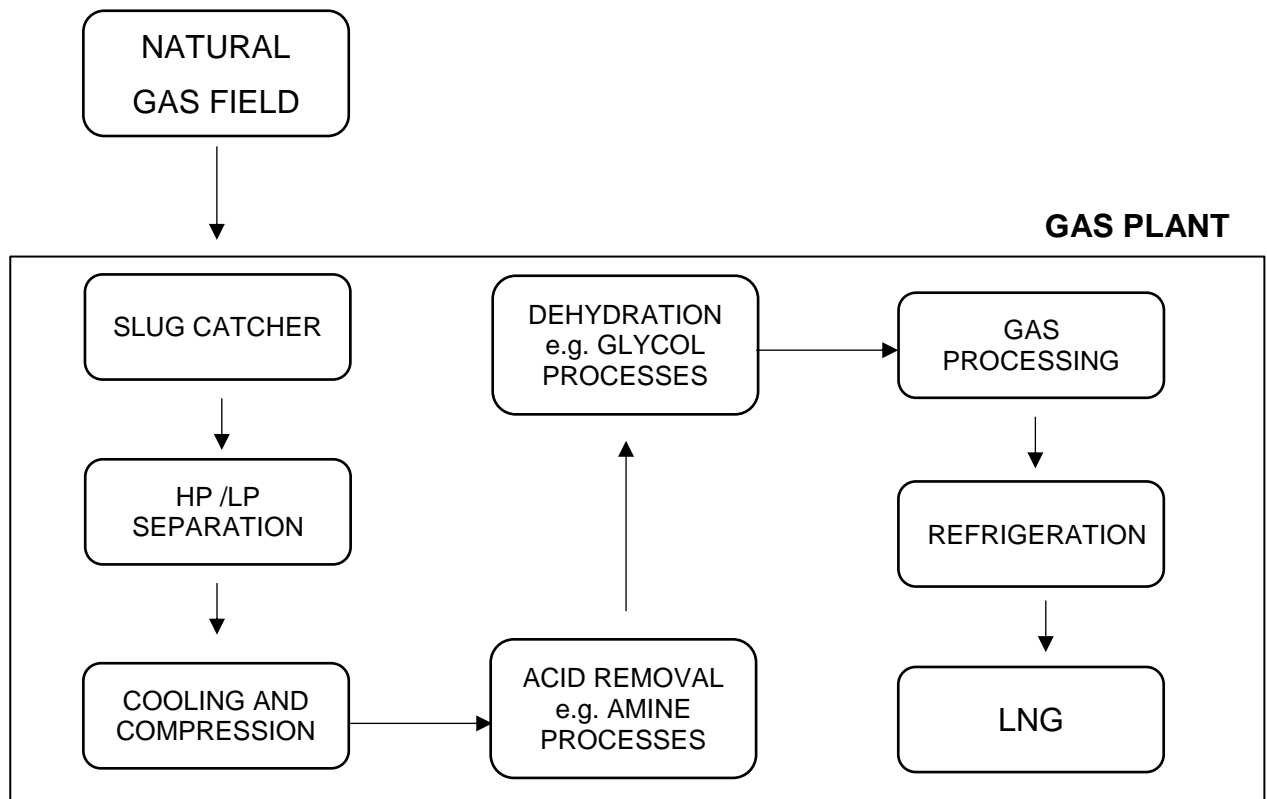 NATURAL
GAS FIELD
GAS PLANT
SLUG CATCHER
HP /LP
SEPARATION
COOLING AND
COMPRESSION
ACID REMOVAL
e.g. AMINE
PROCESSES
DEHYDRATION
e.g. GLYCOL
PROCESSES
GAS
PROCESSING
REFRIGERATION
LNG